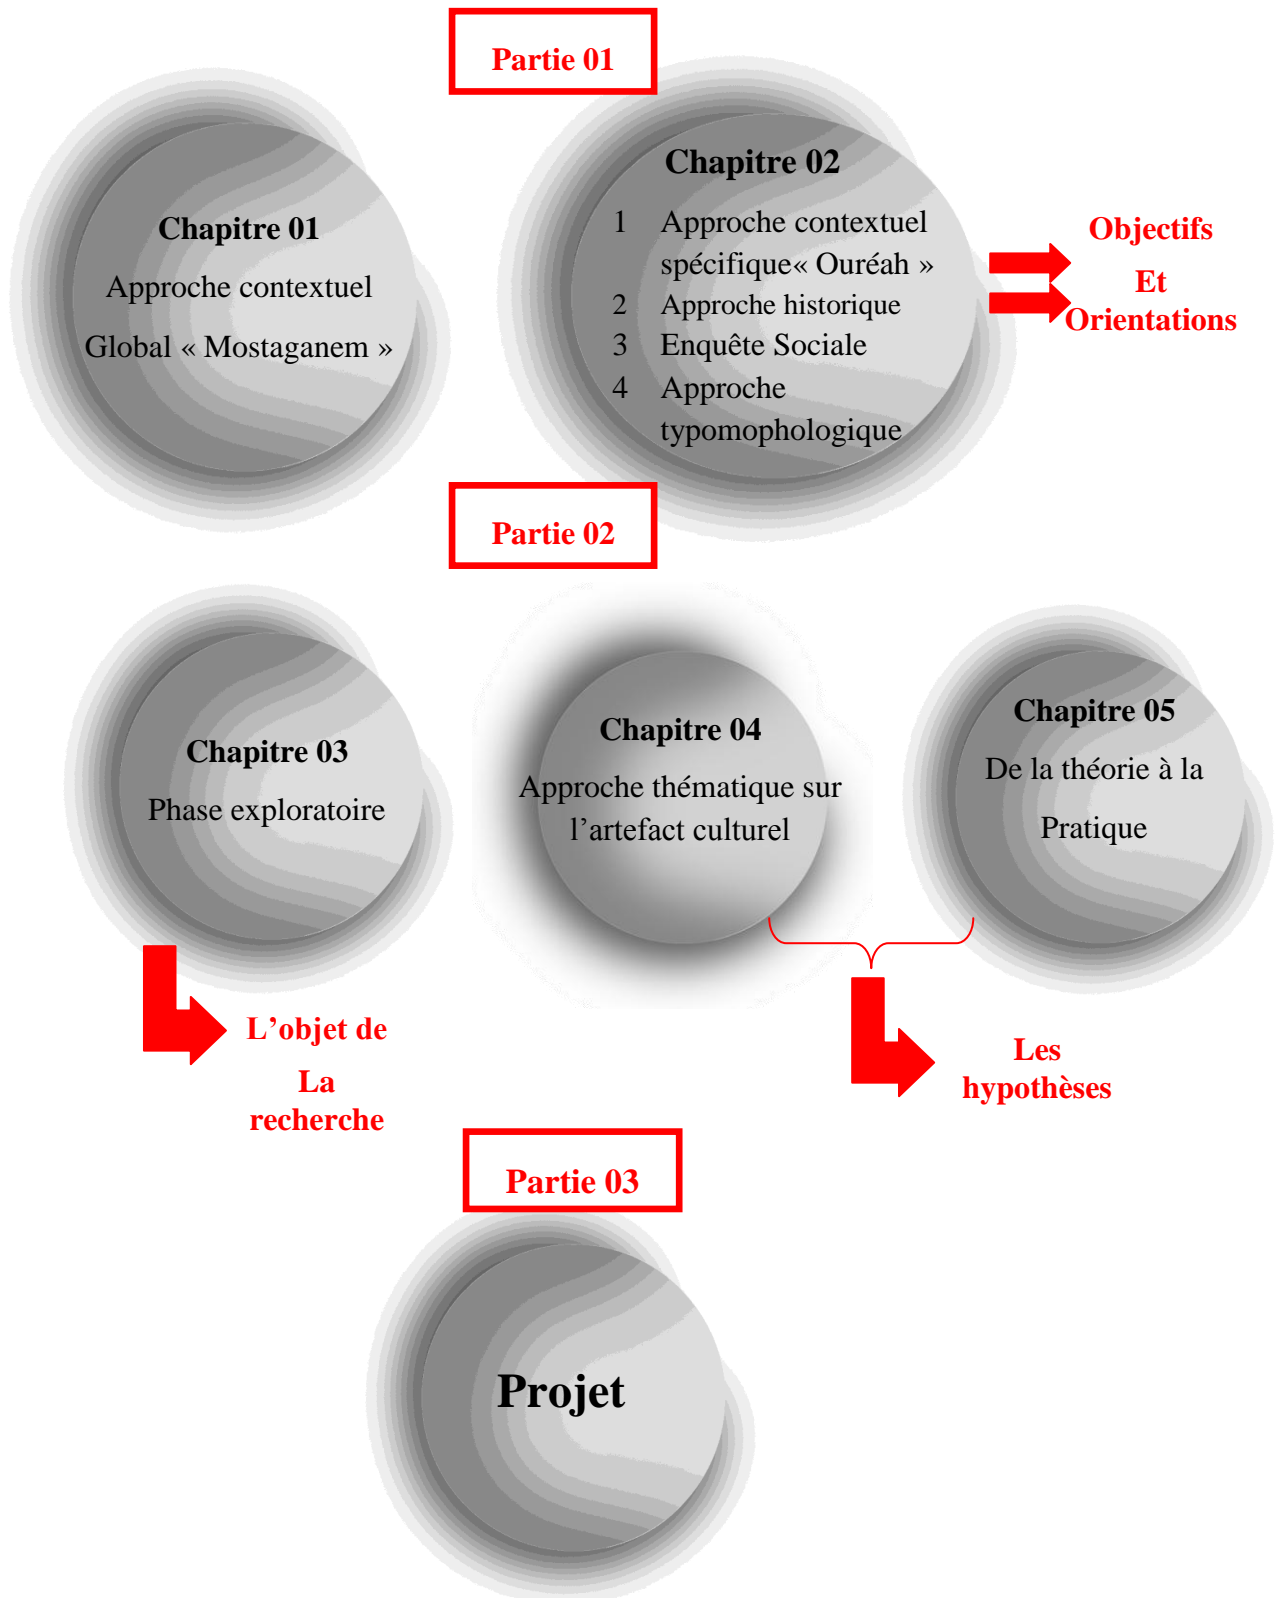 Partie 01
Chapitre 01
Approche contextuel
Global « Mostaganem »
Chapitre 02
1 Approche contextuel
spécifique« Ouréah »
2 Approche historique
3 Enquête Sociale
4 Approche
typomophologique
Objectifs
Et
Orientations
Partie 02
Chapitre 03
Phase exploratoire
Chapitre 04
Approche thématique sur
l’artefact culturel
Chapitre 05
De la théorie à la
Pratique
L’objet de
La
recherche
Les
hypothèses
Partie 03
Projet